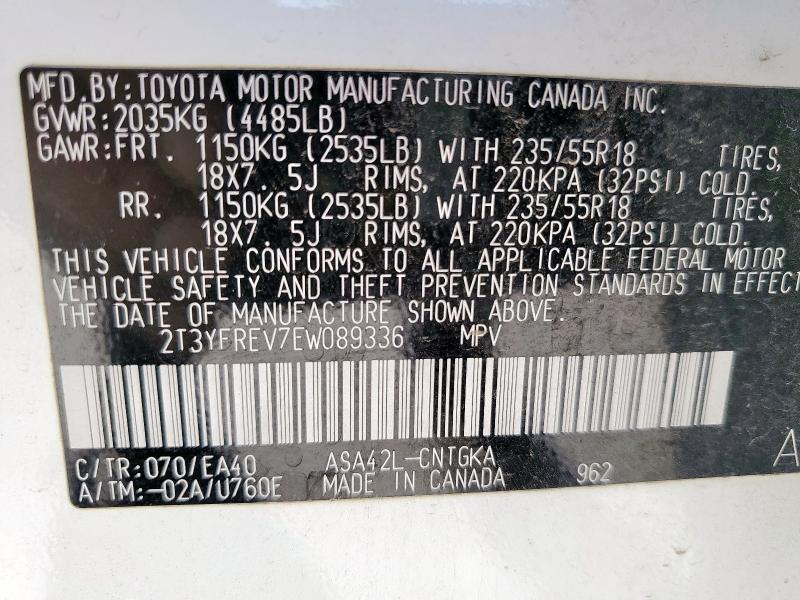 MFD.BY:TOYOTA MOTOR MANUFACTURING CANADA INC.
GVWR:2035KG (4485LB)
GAWR:FRT. 1150KG (2535LB) WITH 235/55R18 TIRES,
18X7. 5J RIMS, AT 220KPA (32PSI) COLD.
RR. 1150KG (2535LB) WITH 235/55R18 TIRES,
18X7. 5J RIMS, AT 220KPA (32PSI) COLD.
THIS VEHICLE CONFORMS TO ALL APPLICABLE FEDERAL MOTOR
VEHICLE SAFETY AND THEFT PREVENTION STANDARDS IN EFFECT
THE DATE OF MANUFACTURE SHOWN ABOVE.
2T3YFREV7EW089336 MPV
C/TR:070/EA40 ASA42L-CNTGKA
A/TM:-02A/U760E MADE IN CANADA 962
A